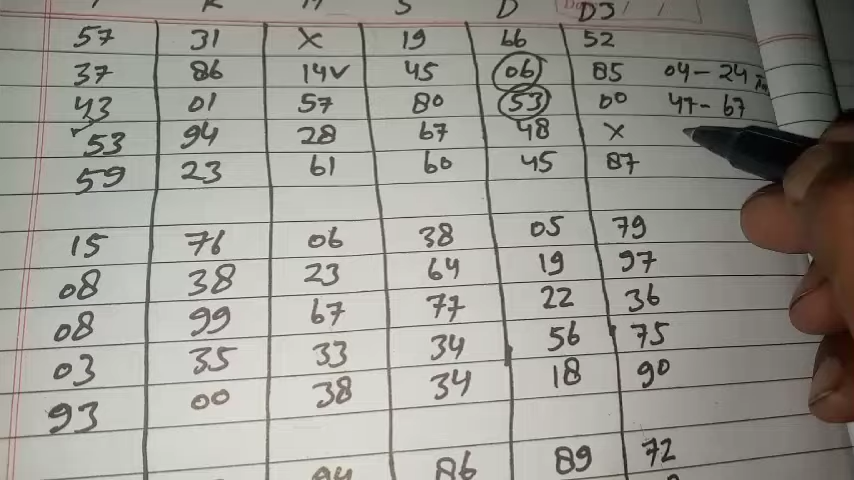 S D D3
57 31 X 19 66 52
37 86 14✓ 45 06 85 04-24
43 01 57 80 53 00 47-67
✓53 94 28 67 48 X
59 23 61 60 45 87
15 76 06 38 05 79
08 38 23 64 19 97
08 99 67 77 22 36
03 35 33 34 56 75
93 00 38 34 18 90
86 89 72